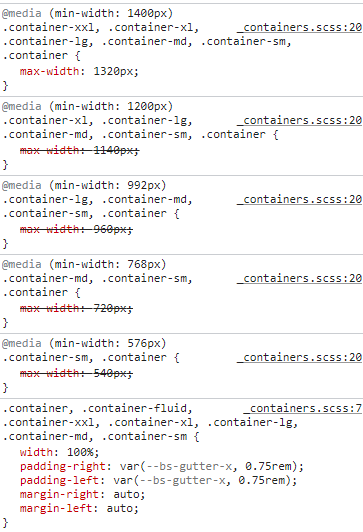 @media (min-width: 1400px)
.container-xxl, .container-xl, _containers.scss:20
.container-lg, .container-md, .container-sm,
.container {
max-width: 1320px;
}
@media (min-width: 1200px)
.container-xl, .container-lg, _containers.scss:20
.container-md, .container-sm, .container {
max-width: 1140px;
}
@media (min-width: 992px)
.container-lg, .container-md, _containers.scss:20
.container-sm, .container {
max-width: 960px;
}
@media (min-width: 768px)
.container-md, .container-sm, _containers.scss:20
.container {
max-width: 720px;
}
@media (min-width: 576px)
.container-sm, .container { _containers.scss:20
max-width: 540px;
}
.container, .container-fluid, _containers.scss:7
.container-xxl, .container-xl, .container-lg,
.container-md, .container-sm {
width: 100%;
padding-right: var(--bs-gutter-x, 0.75rem);
padding-left: var(--bs-gutter-x, 0.75rem);
margin-right: auto;
margin-left: auto;
}